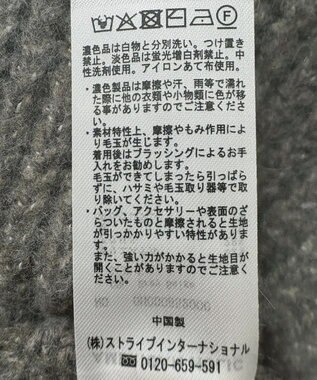 濃色品は白物と分別洗い。つけ置き
禁止。淡色品は蛍光増白剤禁止。中
性洗剤使用。アイロンあて布使用。
・濃色製品は摩擦や汗、雨等で濡れ
た際に他の衣類や小物類に色が移
る事がありますのでご注意くださ
い。
・素材特性上、摩擦やもみ作用によ
り毛玉が生じます。
着用後はブラッシングによるお手
入れをお勧めします。
毛玉ができてしまったら引っぱら
ずに、ハサミや毛玉取り器等で取
り除いてください。
・バッグ、アクセサリーや表面のざ
らついたものと摩擦されると生地
が引っかかりやすい特性がありま
す。
また、強い力がかかると生地目が
開くことがありますのでご注意く
ださい。
中国製
(株)ストライプインターナショナル
0120-659-591